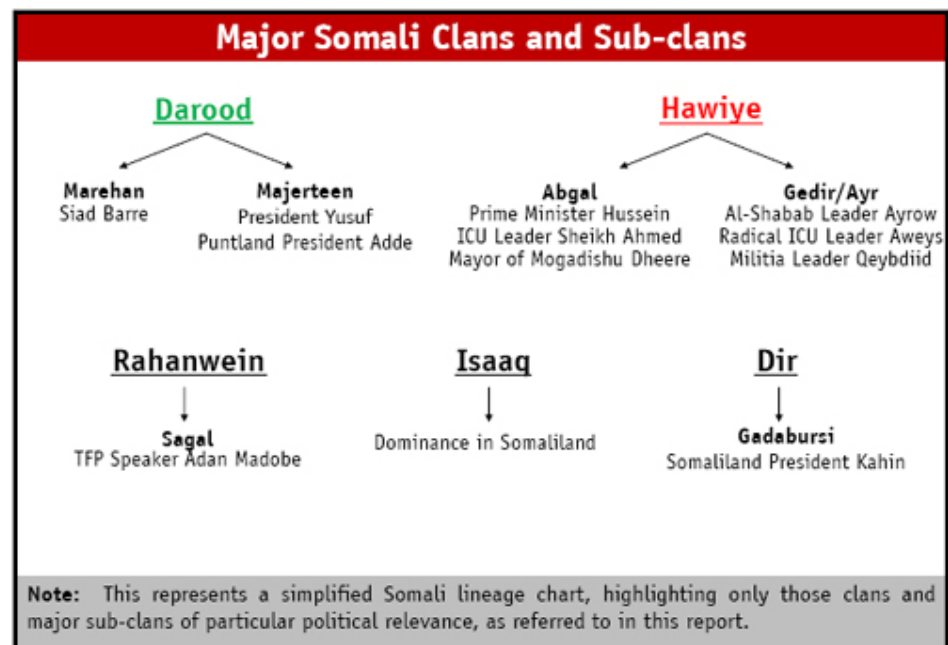 Major Somali Clans and Sub-clans
Darood
Hawiye
Marehan
Siad Barre
Majerteen
President Yusuf
Puntland President Adde
Abgal
Prime Minister Hussein
ICU Leader Sheikh Ahmed
Mayor of Mogadishu Dheere
Gedir/Ayr
Al-Shabab Leader Ayrow
Radical ICU Leader Aweys
Militia Leader Qeybdiid
Rahanwein
Isaaq
Dir
Sagal
TFP Speaker Adan Madobe
Dominance in Somaliland
Gadabursi
Somaliland President Kahin
Note: This represents a simplified Somali lineage chart, highlighting only those clans and
major sub-clans of particular political relevance, as referred to in this report.